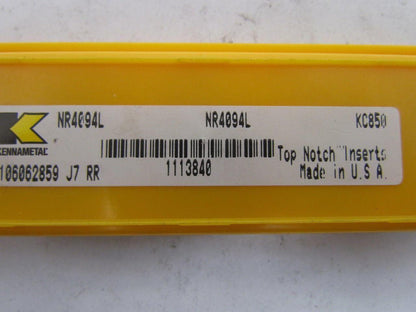 NR4094L NR4094L KC850
KENNAMETAL
Top Notch Inserts
106062859 J7 RR 1113840 Made in U.S.A.